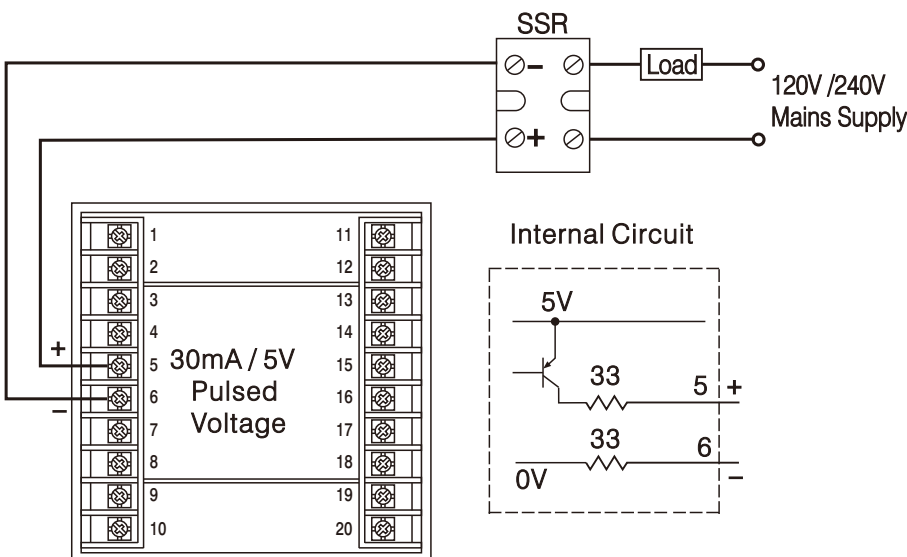 SSR
−
Load
120V /240V
Mains Supply
+
1
2
3
4
5
6
7
8
9
10
11
12
13
14
15
16
17
18
19
20
+
−
30mA / 5V
Pulsed
Voltage
Internal Circuit
5V
33
5 +
33
6
−
0V